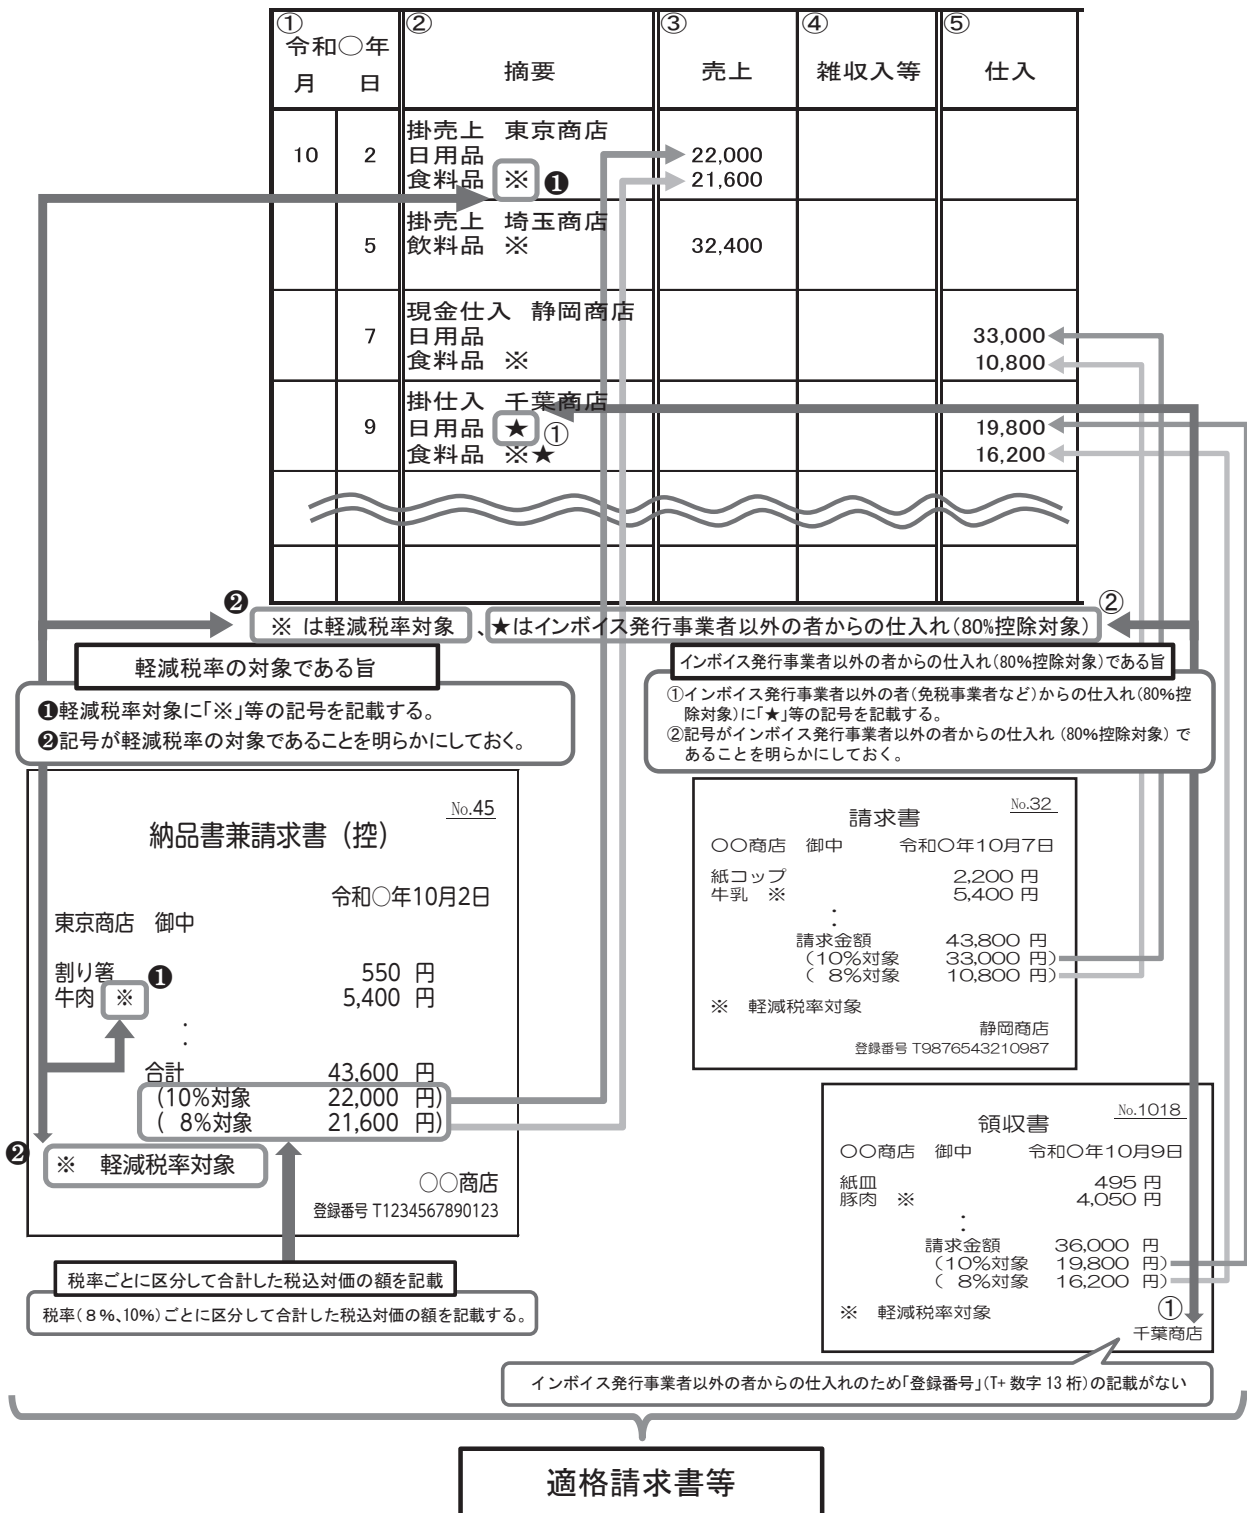 ① ② ③ ④ ⑤
令和○年
月 日 摘要 売上 雑収入等 仕入
掛売上 東京商店
10 2 日用品 22,000
食料品 ※ ❶ 21,600
掛売上 埼玉商店
5 飲料品 ※ 32,400
現金仕入 静岡商店
7 日用品 33,000
食料品 ※ 10,800
掛仕入 千葉商店
9 日用品 ★ ① 19,800
食料品 ※★ 16,200
❷ ②
※ は軽減税率対象 、★はインボイス発行事業者以外の者からの仕入れ(80%控除対象)
軽減税率の対象である旨
❶軽減税率対象に「※」等の記号を記載する。
❷記号が軽減税率の対象であることを明らかにしておく。
インボイス発行事業者以外の者からの仕入れ(80%控除対象)である旨
①インボイス発行事業者以外の者(免税事業者など)からの仕入れ(80%控
除対象)に「★」等の記号を記載する。
②記号がインボイス発行事業者以外の者からの仕入れ(80%控除対象)で
あることを明らかにしておく。
No.45
納品書兼請求書(控)
令和○年10月2日
東京商店 御中
割り箸 550 円
牛肉 ※ ❶ 5,400 円
:
合計 43,600 円
(10%対象 22,000 円)
( 8%対象 21,600 円)
❷ ※ 軽減税率対象
○○商店
登録番号 T1234567890123
税率ごとに区分して合計した税込対価の額を記載
税率(8%、10%)ごとに区分して合計した税込対価の額を記載する。
No.32
請求書
○○商店 御中 令和○年10月7日
紙コップ 2,200 円
牛乳 ※ 5,400 円
:
請求金額 43,800 円
(10%対象 33,000 円)
( 8%対象 10,800 円)
※ 軽減税率対象
静岡商店
登録番号 T9876543210987
No.1018
領収書
○○商店 御中 令和○年10月9日
紙皿 495 円
豚肉 ※ 4,050 円
:
請求金額 36,000 円
(10%対象 19,800 円)
( 8%対象 16,200 円)
※ 軽減税率対象 ①
千葉商店
インボイス発行事業者以外の者からの仕入れのため「登録番号」(T+ 数字 13 桁)の記載がない
適格請求書等